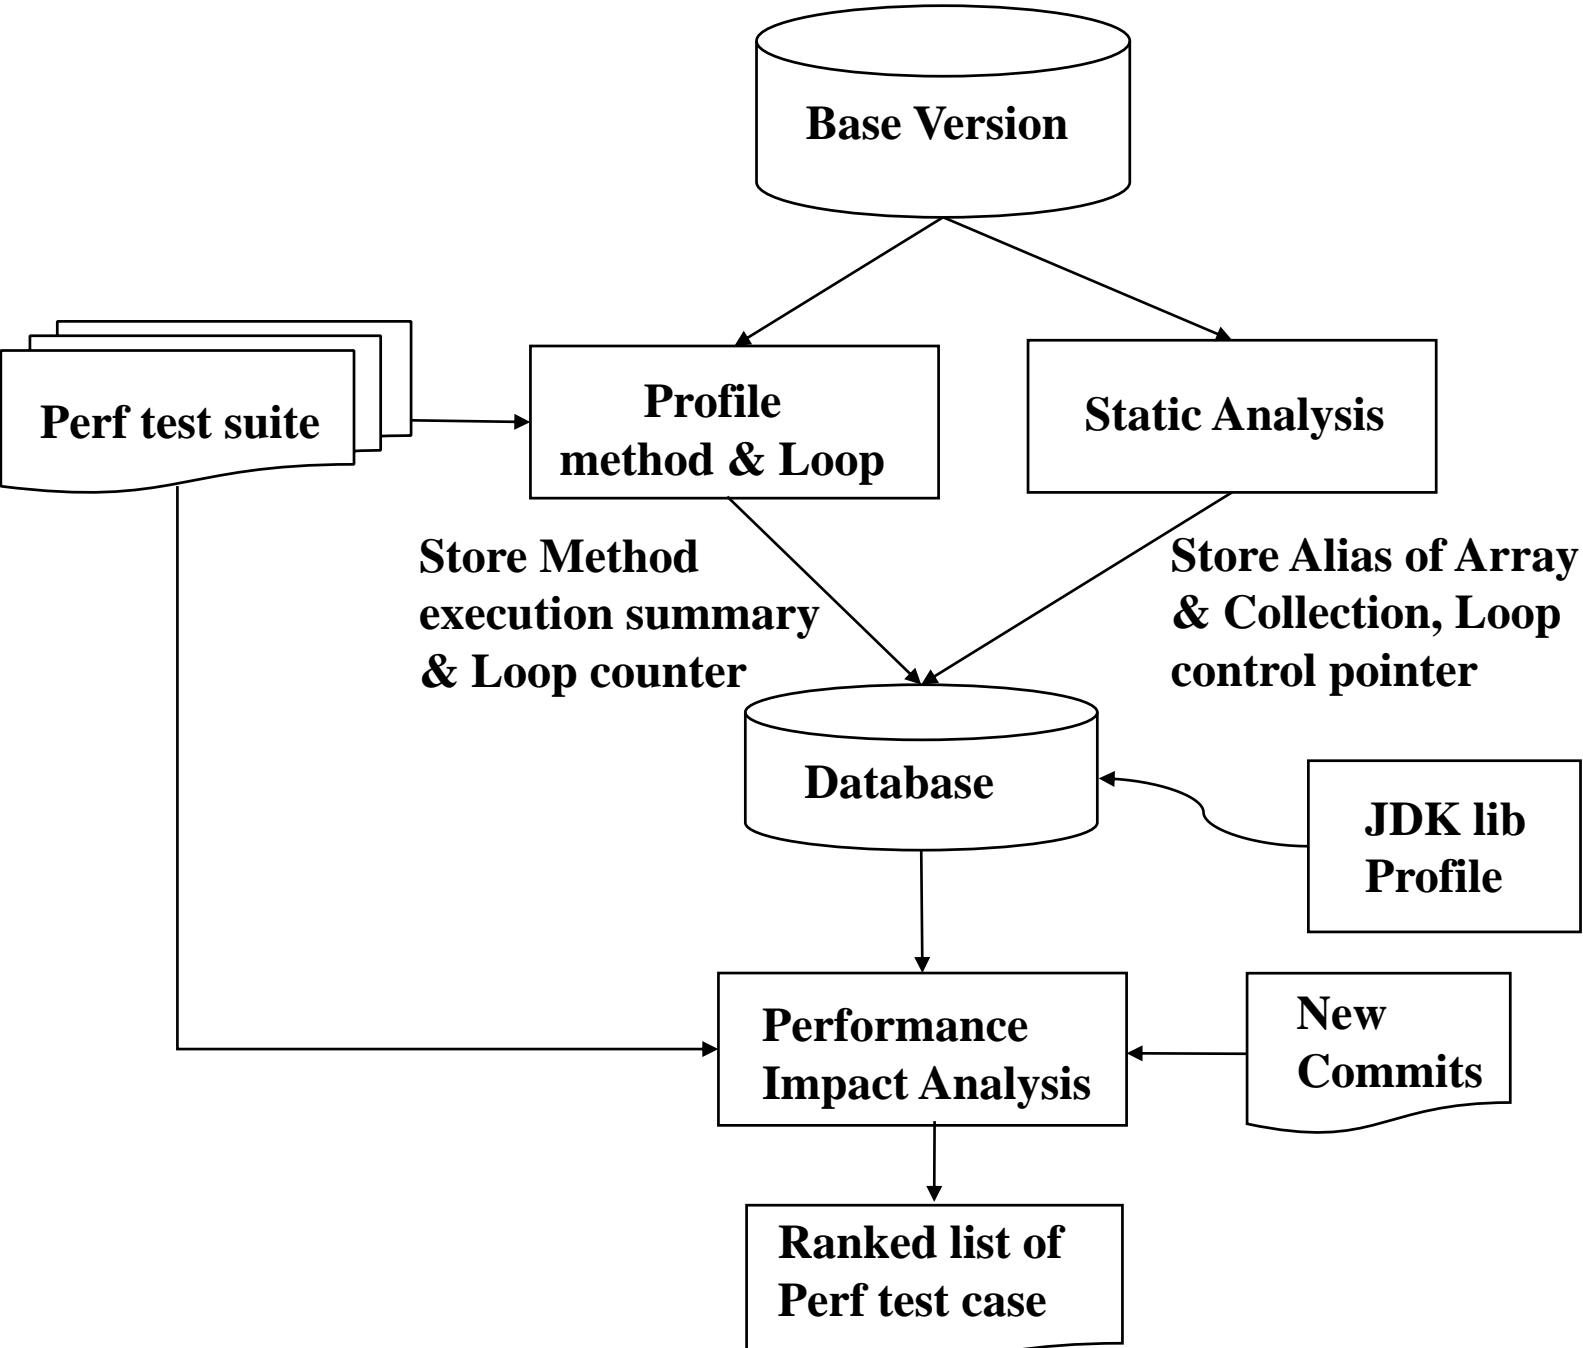 Base Version
Perf test suite
Profile
method & Loop
Static Analysis
Store Method
execution summary
& Loop counter
Store Alias of Array
& Collection, Loop
control pointer
Database
JDK lib
Profile
Performance
Impact Analysis
New
Commits
Ranked list of
Perf test case